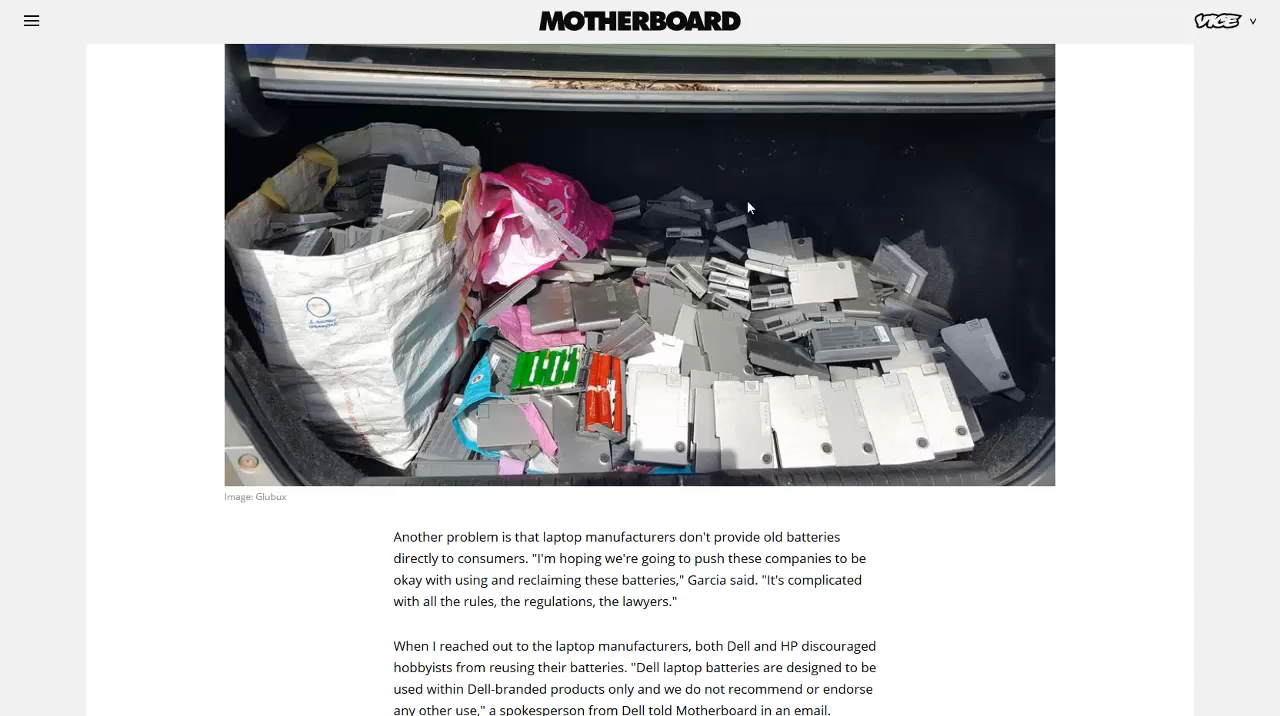 MOTHERBOARD
VICE
Image: Glubux
Another problem is that laptop manufacturers don't provide old batteries
directly to consumers. "I'm hoping we're going to push these companies to be
okay with using and reclaiming these batteries," Garcia said. "It's complicated
with all the rules, the regulations, the lawyers."
When I reached out to the laptop manufacturers, both Dell and HP discouraged
hobbyists from reusing their batteries. "Dell laptop batteries are designed to be
used within Dell-branded products only and we do not recommend or endorse
any other use," a spokesperson from Dell told Motherboard in an email.